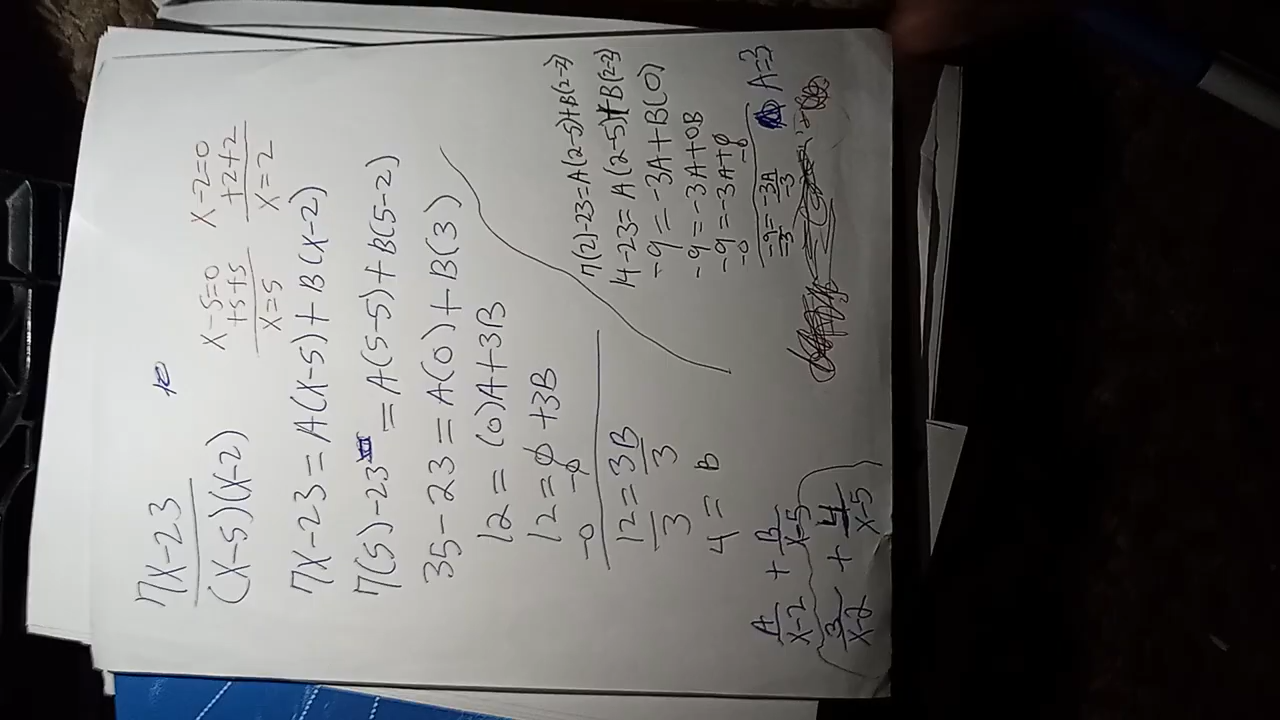 7x-23
(x-5)(x-2)
x-5=0 x-2=0
+5+5 +2+2
x=5 x=2
7x-23=A(x-5)+B(x-2)
7(5)-23=A(5-5)+B(5-2)
35-23=A(0)+B(3)
12=(0)A+3B
12=0+3B
-0 -0
12=3B
3 3
4=b
7(2)-23=A(2-5)+B(2-2)
14-23=A(2-5)+B(2-2)
-9=-3A+B(0)
-9=-3A+0B
-9=-3A+0
-0 -0
-9=-3A A=3
-3 -3
A + B
x-2 x-5
3 + 4
x-2 x-5